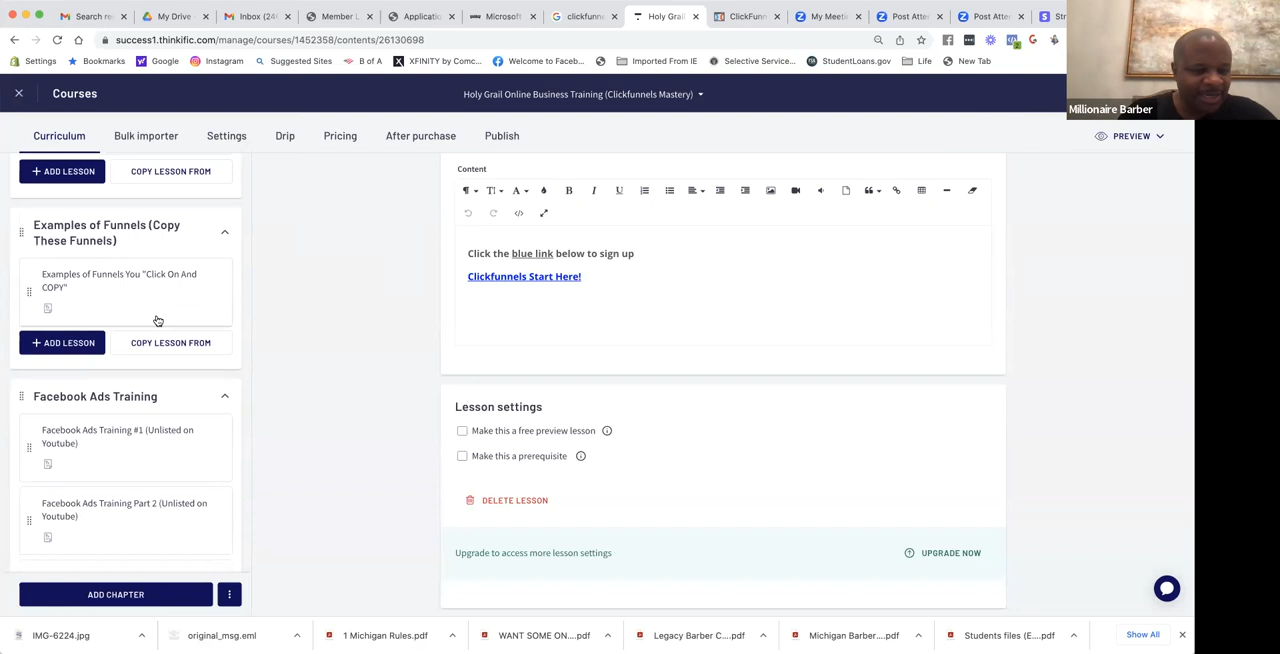 Search re
My Drive
Inbox (24
Member L
Applicatio
Microsoft
clickfunne
Holy Grail
ClickFunn
My Meeti
Post Atter
Post Atter
Str
success1.thinkific.com/manage/courses/1452358/contents/26130698
Settings
Bookmarks
Google
Instagram
Suggested Sites
B of A
XFINITY by Comc...
Welcome to Faceb...
Imported From IE
Selective Service...
StudentLoans.gov
Life
New Tab
Millionaire Barber
Courses
Holy Grail Online Business Training (Clickfunnels Mastery)
Curriculum
Bulk importer
Settings
Drip
Pricing
After purchase
Publish
PREVIEW
+ ADD LESSON
COPY LESSON FROM
Examples of Funnels (Copy
These Funnels)
Examples of Funnels You "Click On And
COPY"
+ ADD LESSON
COPY LESSON FROM
Facebook Ads Training
Facebook Ads Training #1 (Unlisted on
Youtube)
Facebook Ads Training Part 2 (Unlisted on
Youtube)
ADD CHAPTER
Content
Click the blue link below to sign up
Clickfunnels Start Here!
Lesson settings
Make this a free preview lesson
Make this a prerequisite
DELETE LESSON
Upgrade to access more lesson settings
UPGRADE NOW
IMG-6224.jpg
original_msg.eml
1 Michigan Rules.pdf
WANT SOME ON....pdf
Legacy Barber C....pdf
Michigan Barber....pdf
Students files (E....pdf
Show All